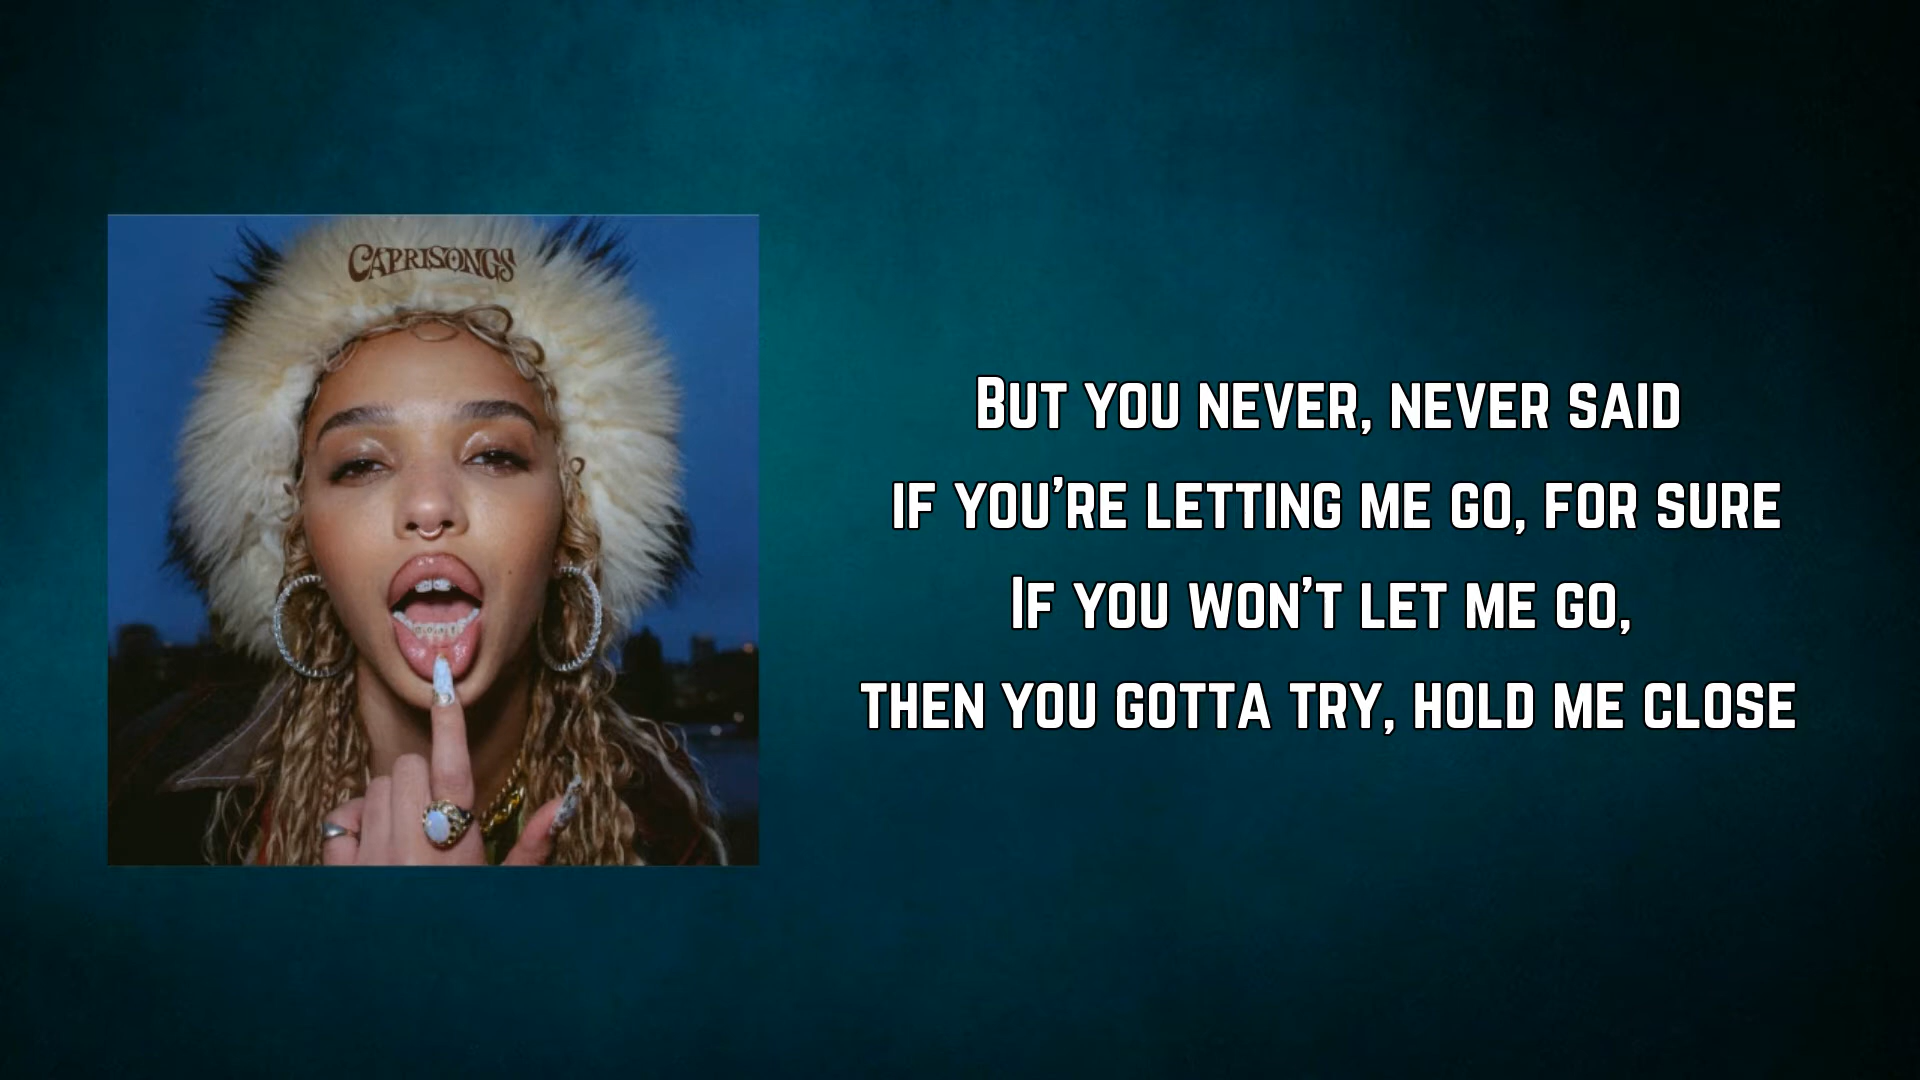 CAPRISONGS
But you never, never said
if you're letting me go, for sure
If you won't let me go,
then you gotta try, hold me close